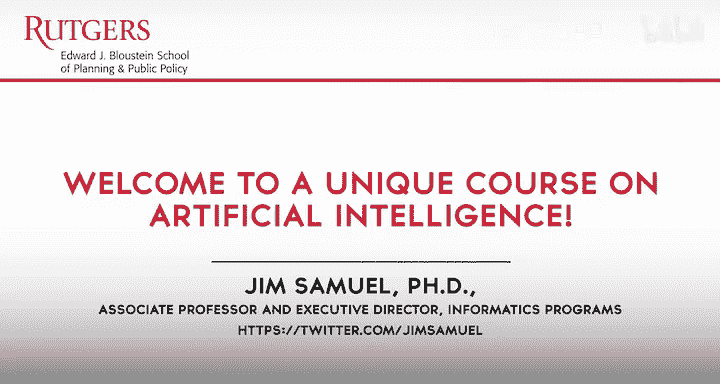 RUTGERS
Edward J. Bloustein School
of Planning & Public Policy
WELCOME TO A UNIQUE COURSE ON
ARTIFICIAL INTELLIGENCE!
JIM SAMUEL, PH.D.,
ASSOCIATE PROFESSOR AND EXECUTIVE DIRECTOR, INFORMATICS PROGRAMS
HTTPS://TWITTER.COM/JIMSAMUEL